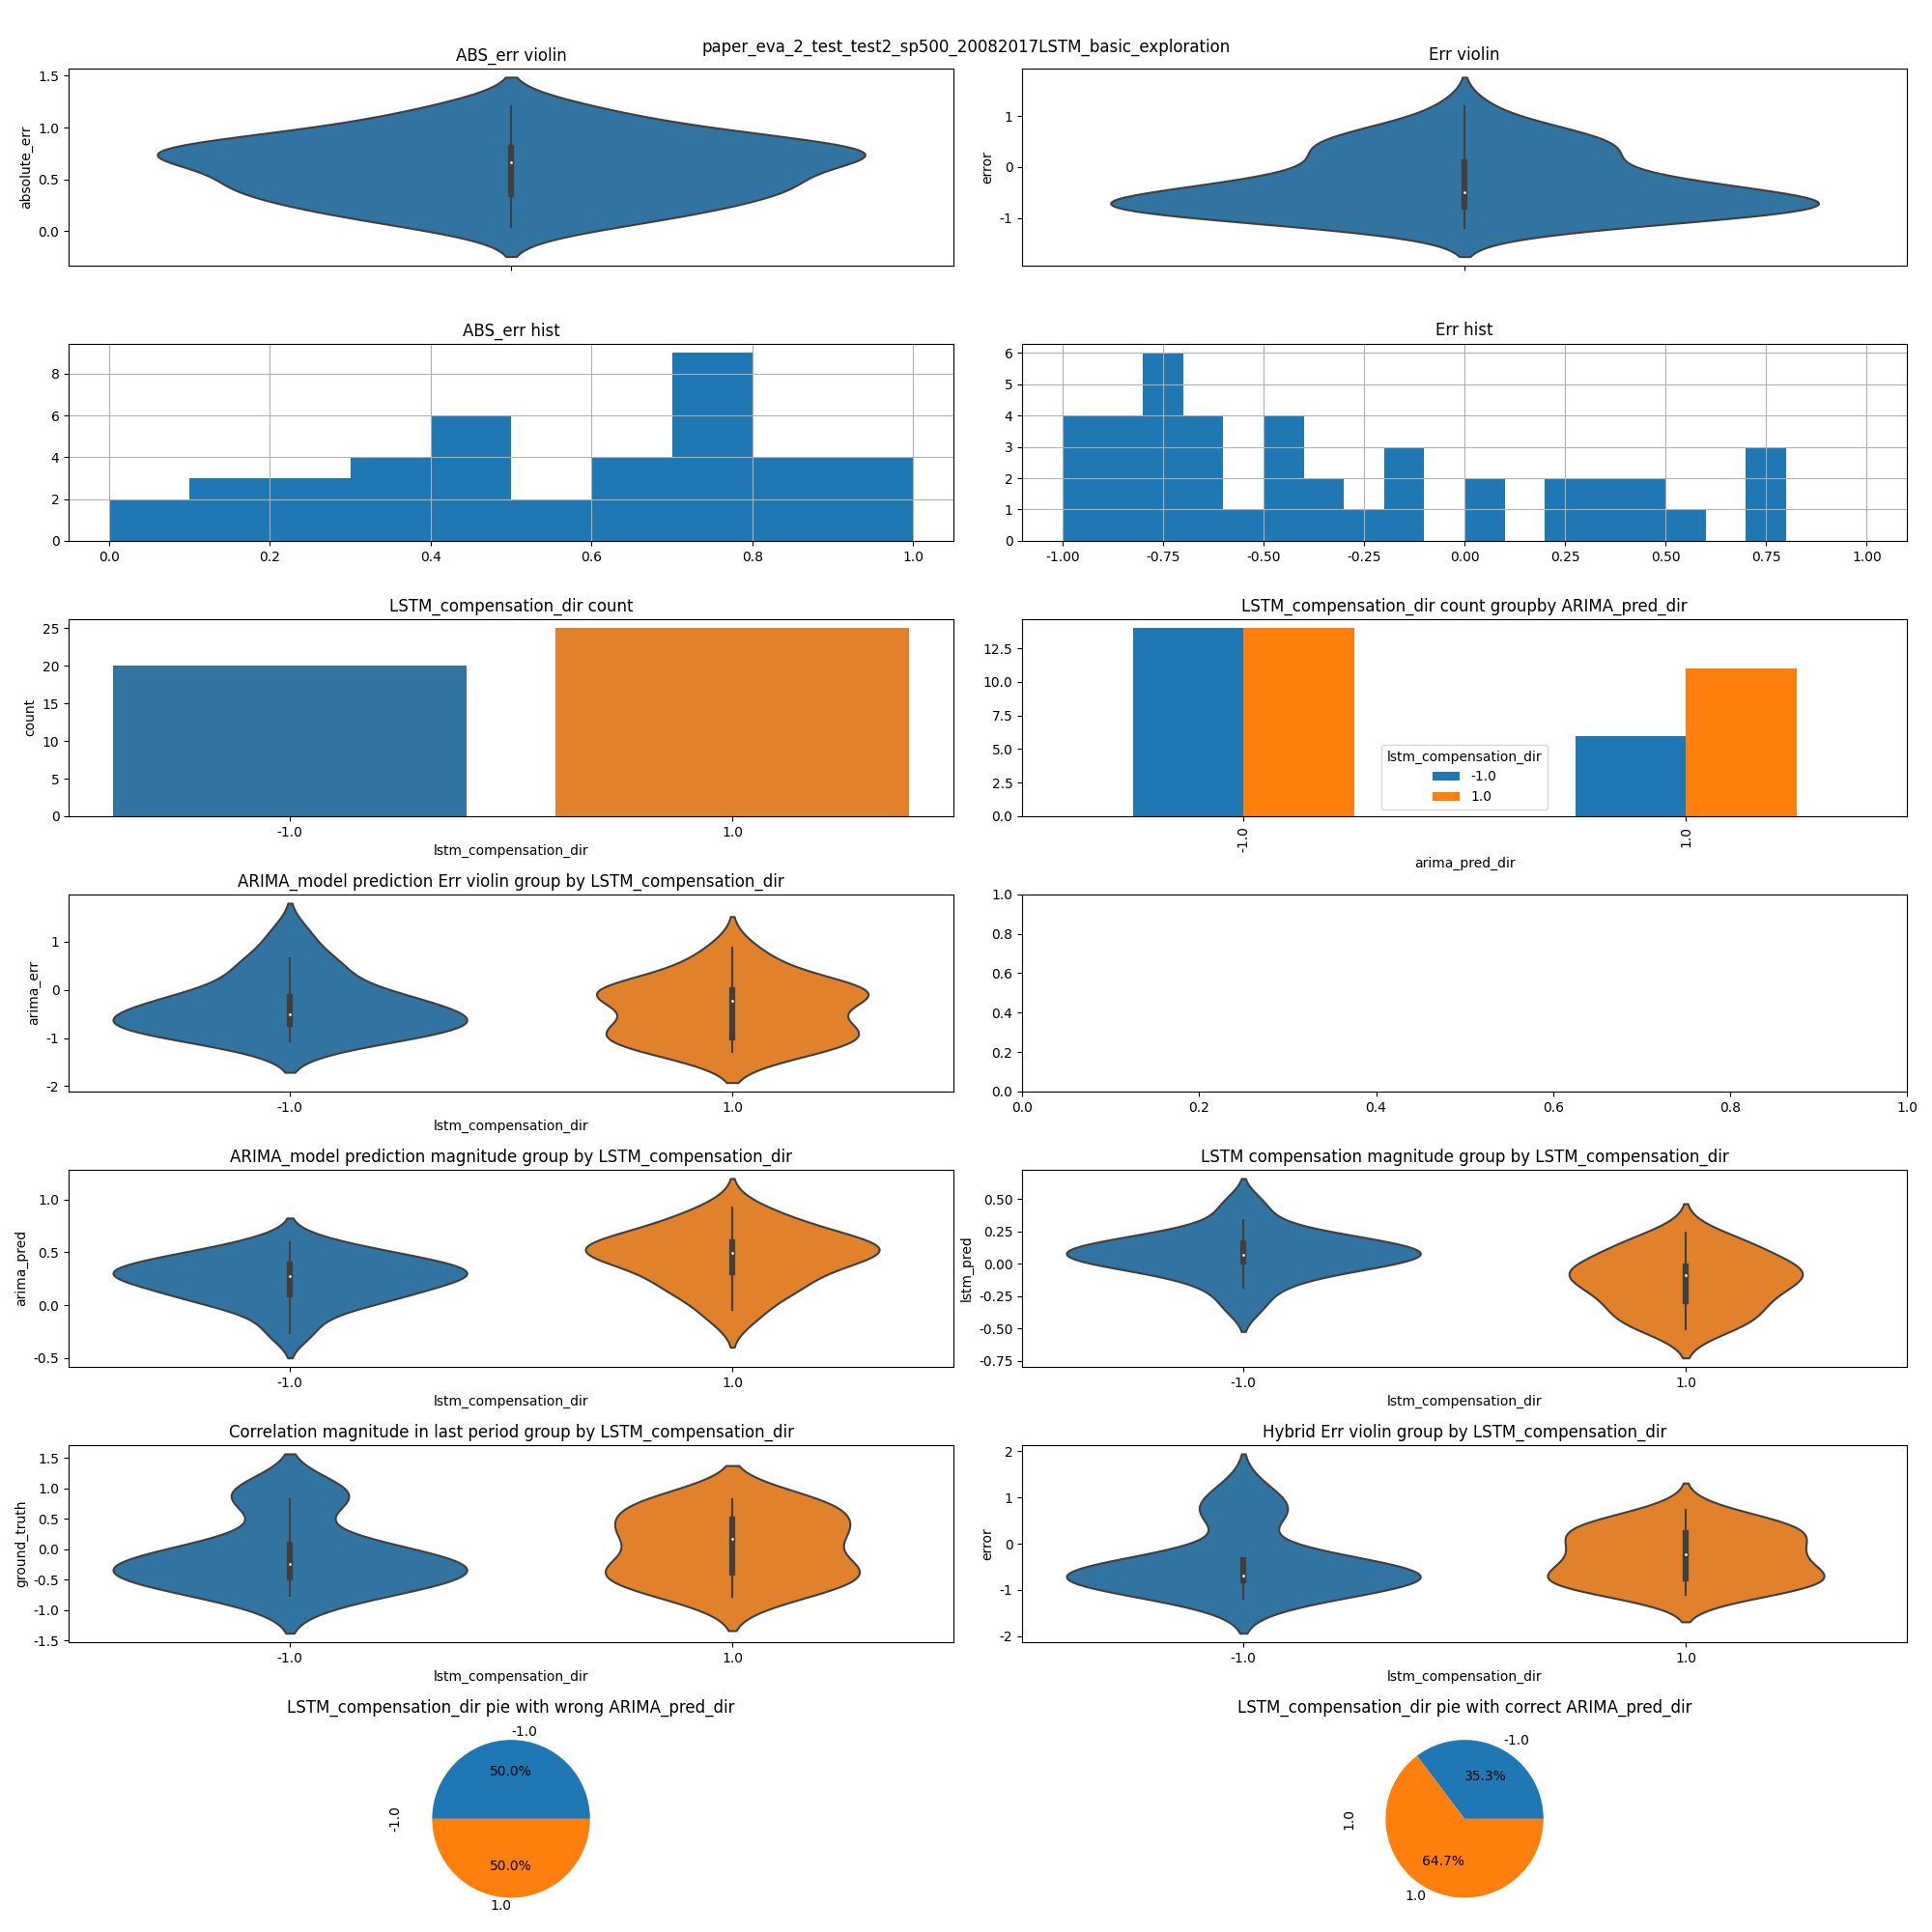 paper_eva_2_test_test2_sp500_20082017LSTM_basic_exploration
ABS_err violin
1.5
1.0
0.5
0.0
absolute_err
Err violin
1
0
-1
error
ABS_err hist
8
6
4
2
0
0.0 0.2 0.4 0.6 0.8 1.0
Err hist
6
5
4
3
2
1
0
-1.00 -0.75 -0.50 -0.25 0.00 0.25 0.50 0.75 1.00
LSTM_compensation_dir count
25
20
15
10
5
0
count
-1.0 1.0
lstm_compensation_dir
LSTM_compensation_dir count groupby ARIMA_pred_dir
12.5
10.0
7.5
5.0
2.5
0.0
lstm_compensation_dir
-1.0
1.0
-1.0 1.0
arima_pred_dir
ARIMA_model prediction Err violin group by LSTM_compensation_dir
1
0
-1
-2
arima_err
-1.0 1.0
lstm_compensation_dir
1.0
0.8
0.6
0.4
0.2
0.0
0.0 0.2 0.4 0.6 0.8 1.0
ARIMA_model prediction magnitude group by LSTM_compensation_dir
1.0
0.5
0.0
-0.5
arima_pred
-1.0 1.0
lstm_compensation_dir
LSTM compensation magnitude group by LSTM_compensation_dir
0.50
0.25
0.00
-0.25
-0.50
-0.75
lstm_pred
-1.0 1.0
lstm_compensation_dir
Correlation magnitude in last period group by LSTM_compensation_dir
1.5
1.0
0.5
0.0
-0.5
-1.0
-1.5
ground_truth
-1.0 1.0
lstm_compensation_dir
Hybrid Err violin group by LSTM_compensation_dir
2
1
0
-1
-2
error
-1.0 1.0
lstm_compensation_dir
LSTM_compensation_dir pie with wrong ARIMA_pred_dir
-1.0
50.0%
-1.0
50.0%
1.0
LSTM_compensation_dir pie with correct ARIMA_pred_dir
-1.0
35.3%
1.0
64.7%
1.0